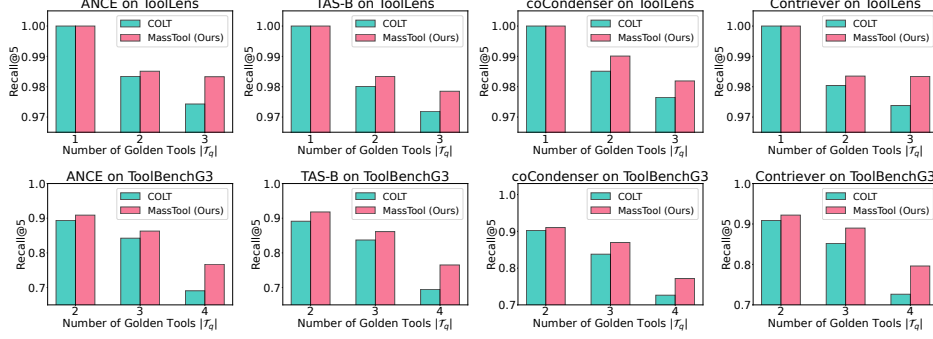 ANCE on ToolLens
Recall@5
1.00
0.99
0.98
0.97
COLT
MassTool (Ours)
1 2 3
Number of Golden Tools |𝒯q|
TAS-B on ToolLens
Recall@5
1.00
0.99
0.98
0.97
COLT
MassTool (Ours)
1 2 3
Number of Golden Tools |𝒯q|
coCondenser on ToolLens
Recall@5
1.00
0.99
0.98
0.97
COLT
MassTool (Ours)
1 2 3
Number of Golden Tools |𝒯q|
Contriever on ToolLens
Recall@5
1.00
0.99
0.98
0.97
COLT
MassTool (Ours)
1 2 3
Number of Golden Tools |𝒯q|
ANCE on ToolBenchG3
Recall@5
1.0
0.9
0.8
0.7
COLT
MassTool (Ours)
2 3 4
Number of Golden Tools |𝒯q|
TAS-B on ToolBenchG3
Recall@5
1.0
0.9
0.8
0.7
COLT
MassTool (Ours)
2 3 4
Number of Golden Tools |𝒯q|
coCondenser on ToolBenchG3
Recall@5
1.0
0.9
0.8
0.7
COLT
MassTool (Ours)
2 3 4
Number of Golden Tools |𝒯q|
Contriever on ToolBenchG3
Recall@5
1.0
0.9
0.8
0.7
COLT
MassTool (Ours)
2 3 4
Number of Golden Tools |𝒯q|